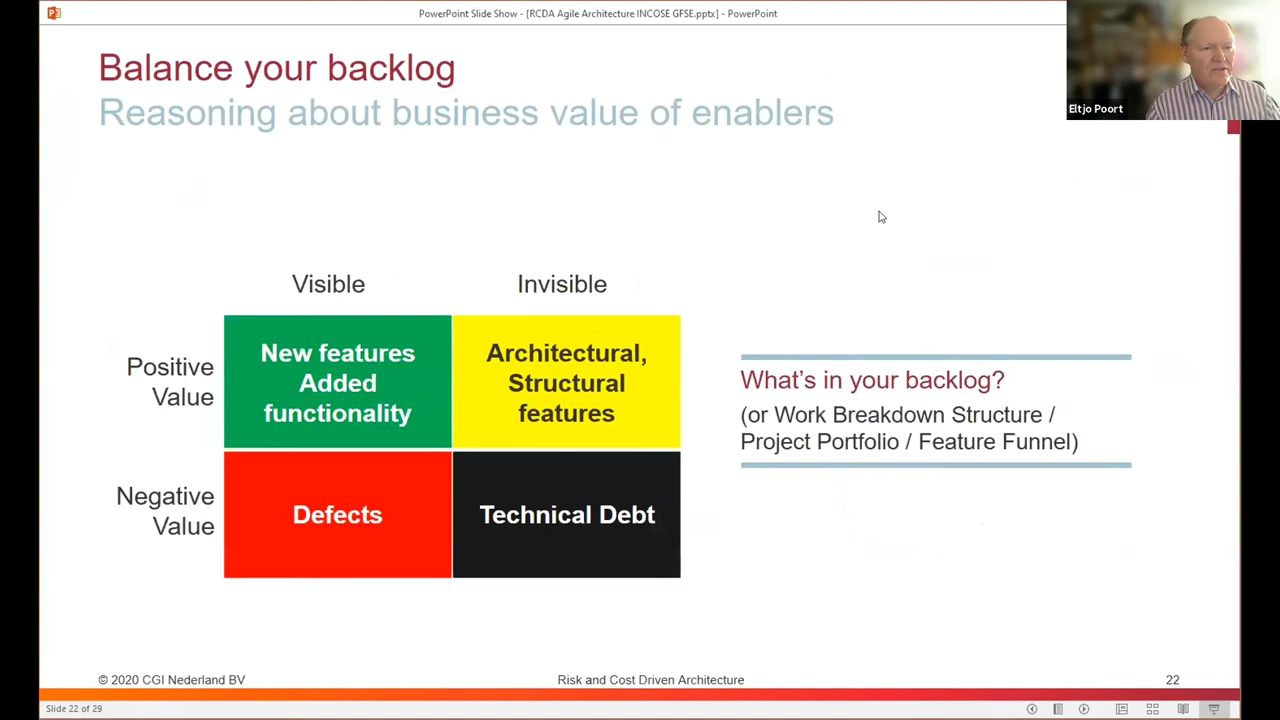 PowerPoint Slide Show - [RCDA Agile Architecture INCOSE GFSE.pptx] - PowerPoint
Eltjo Poort
Balance your backlog
Reasoning about business value of enablers
Visible
Invisible
Positive
Value
New features
Added
functionality
Architectural,
Structural
features
What's in your backlog?
(or Work Breakdown Structure /
Project Portfolio / Feature Funnel)
Negative
Value
Defects
Technical Debt
© 2020 CGI Nederland BV
Risk and Cost Driven Architecture
22
Slide 22 of 29